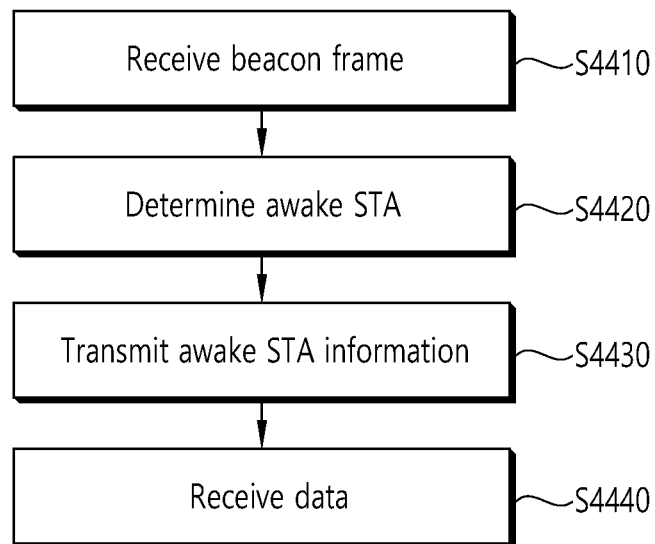 Receive beacon frame
S4410
Determine awake STA
S4420
Transmit awake STA information
S4430
Receive data
S4440